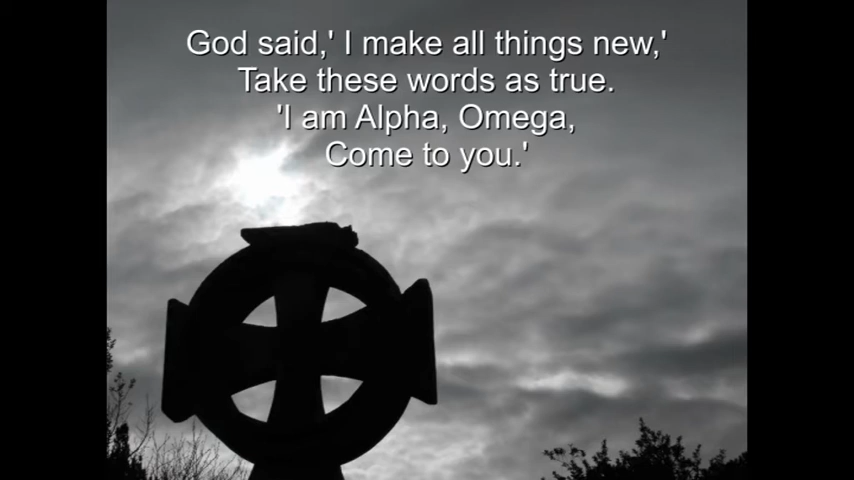 God said,' I make all things new,'
Take these words as true.
'I am Alpha, Omega,
Come to you.'